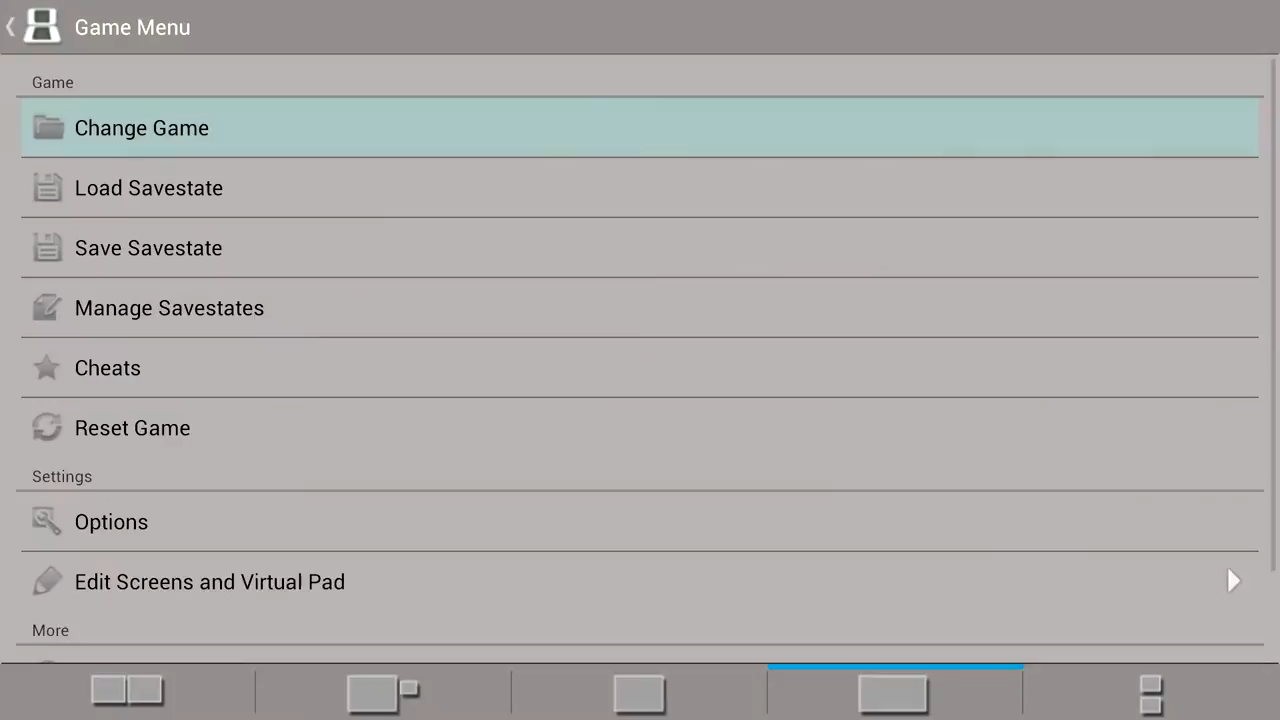 Game Menu
Game
Change Game
Load Savestate
Save Savestate
Manage Savestates
Cheats
Reset Game
Settings
Options
Edit Screens and Virtual Pad
More